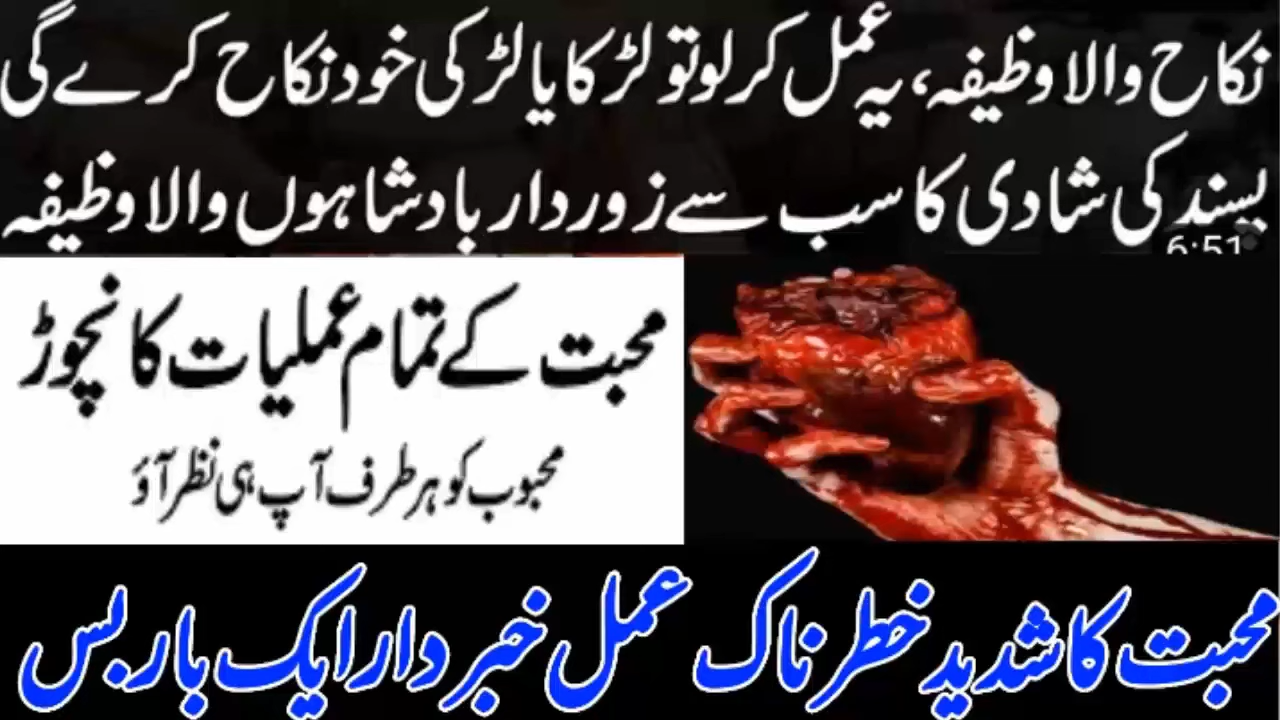 نکاح والا وظیفہ، یہ عمل کر لو تو لڑکا یا لڑکی خود نکاح کرے گی
پسند کی شادی کا سب سے زوردار بادشاہوں والا وظیفہ
6:51
محبت کے تمام عملیات کا نچوڑ
محبوب کو ہر طرف آپ ہی نظر آؤ
محبت کا شدید خطرناک عمل خبردار ایک بار بس